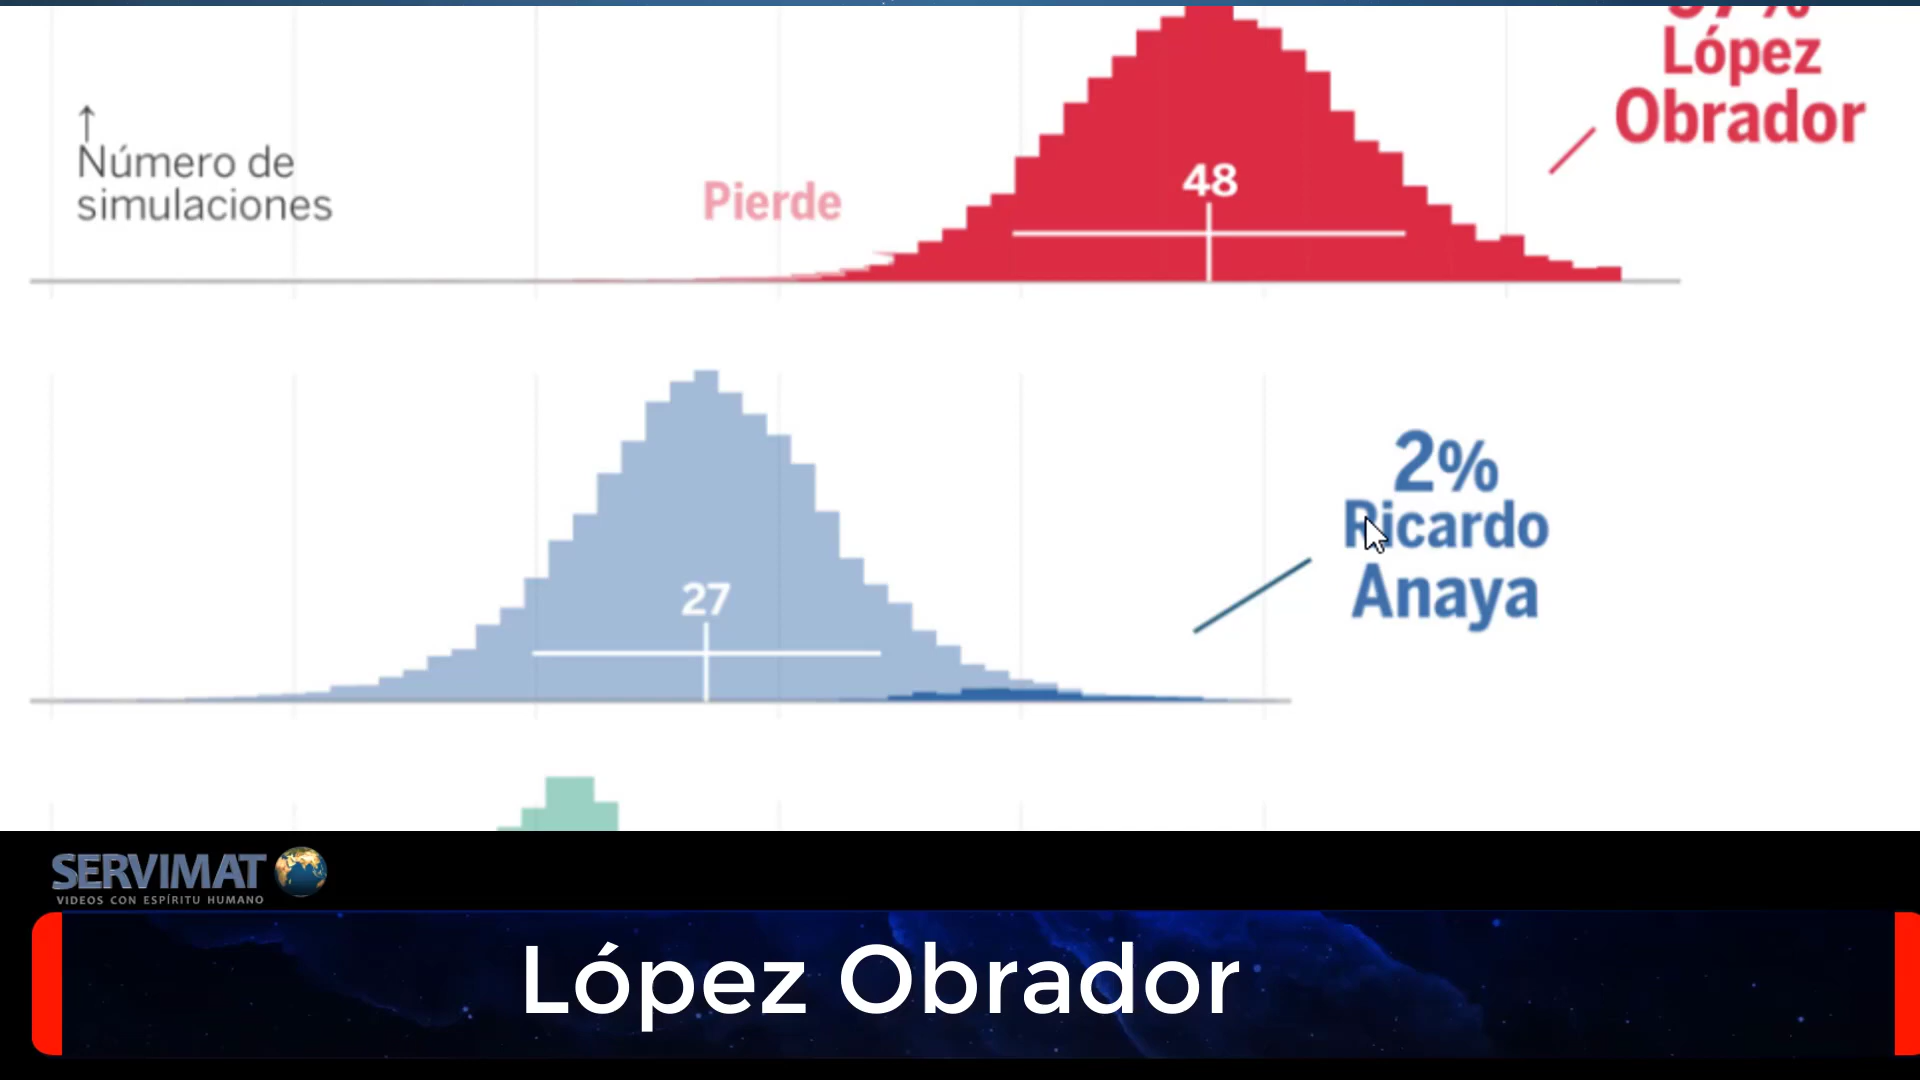 López
Obrador
↑
Número de
simulaciones
Pierde
48
2%
Ricardo
Anaya
27
SERVIMAT
VIDEOS CON ESPÍRITU HUMANO
López Obrador